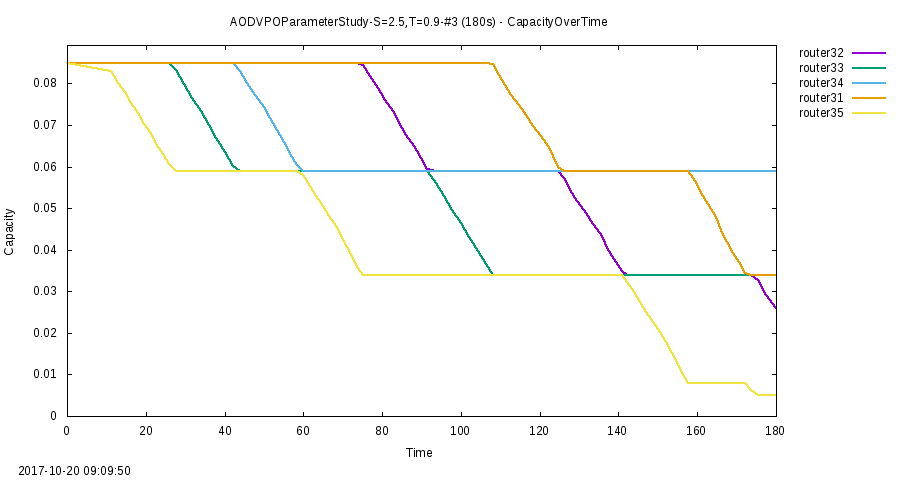 AODVPOParameterStudy-S=2.5,T=0.9-#3 (180s) - CapacityOverTime
router32
router33
router34
router31
router35
0.08
0.07
0.06
0.05
0.04
0.03
0.02
0.01
0
Capacity
0 20 40 60 80 100 120 140 160 180
Time
2017-10-20 09:09:50